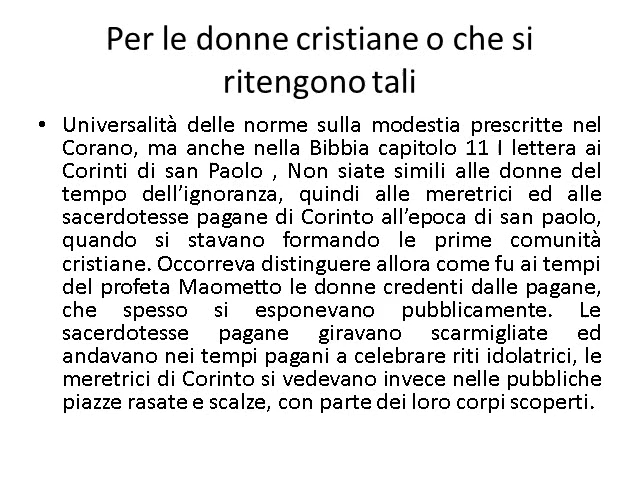 Per le donne cristiane o che si
ritengono tali
• Universalità delle norme sulla modestia prescritte nel
Corano, ma anche nella Bibbia capitolo 11 I lettera ai
Corinti di san Paolo , Non siate simili alle donne del
tempo dell’ignoranza, quindi alle meretrici ed alle
sacerdotesse pagane di Corinto all’epoca di san paolo,
quando si stavano formando le prime comunità
cristiane. Occorreva distinguere allora come fu ai tempi
del profeta Maometto le donne credenti dalle pagane,
che spesso si esponevano pubblicamente. Le
sacerdotesse pagane giravano scarmigliate ed
andavano nei tempi pagani a celebrare riti idolatrici, le
meretrici di Corinto si vedevano invece nelle pubbliche
piazze rasate e scalze, con parte dei loro corpi scoperti.